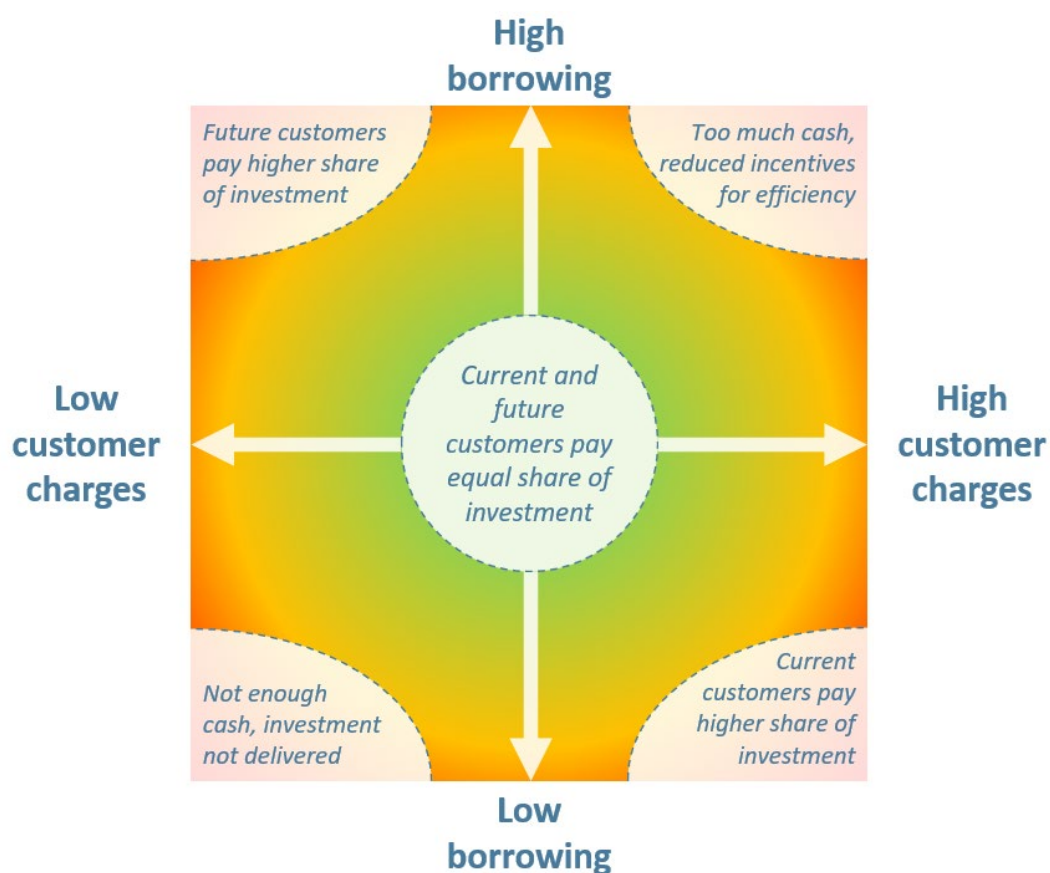 High
borrowing
Future customers
pay higher share
of investment
Too much cash,
reduced incentives
for efficiency
Low
customer
charges
Current and
future
customers pay
equal share of
investment
High
customer
charges
Not enough
cash, investment
not delivered
Current
customers pay
higher share of
investment
Low
borrowing